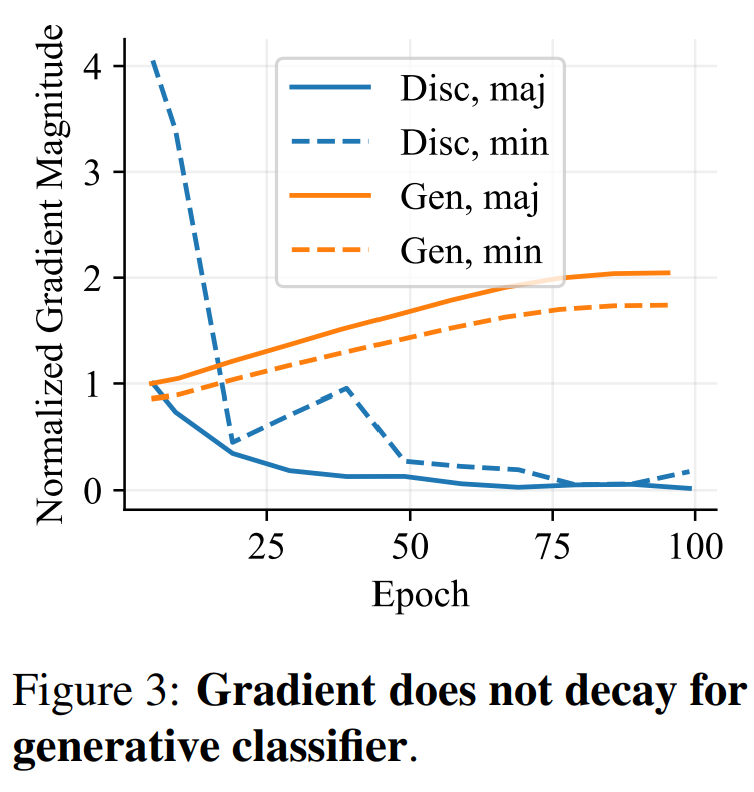 Normalized Gradient Magnitude
4
3
2
1
0
Disc, maj
Disc, min
Gen, maj
Gen, min
25 50 75 100
Epoch
Figure 3: Gradient does not decay for
generative classifier.